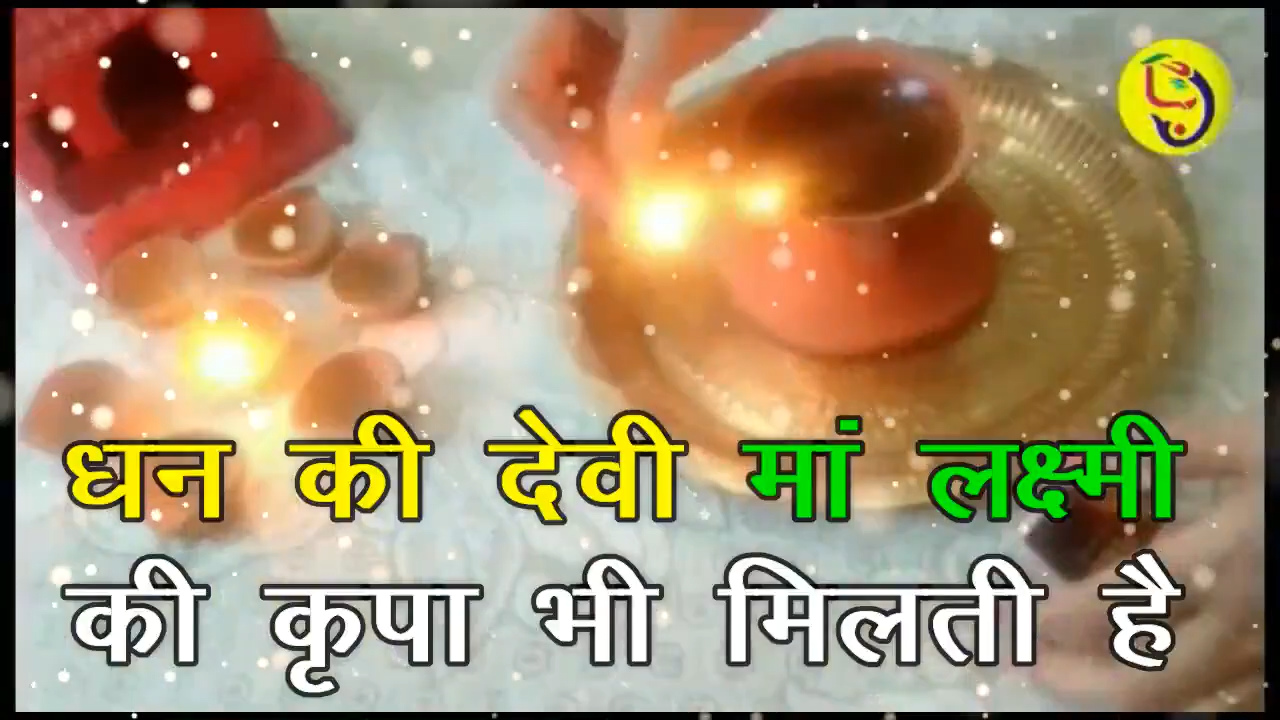 धन की देवी मां लक्ष्मी
की कृपा भी मिलती है